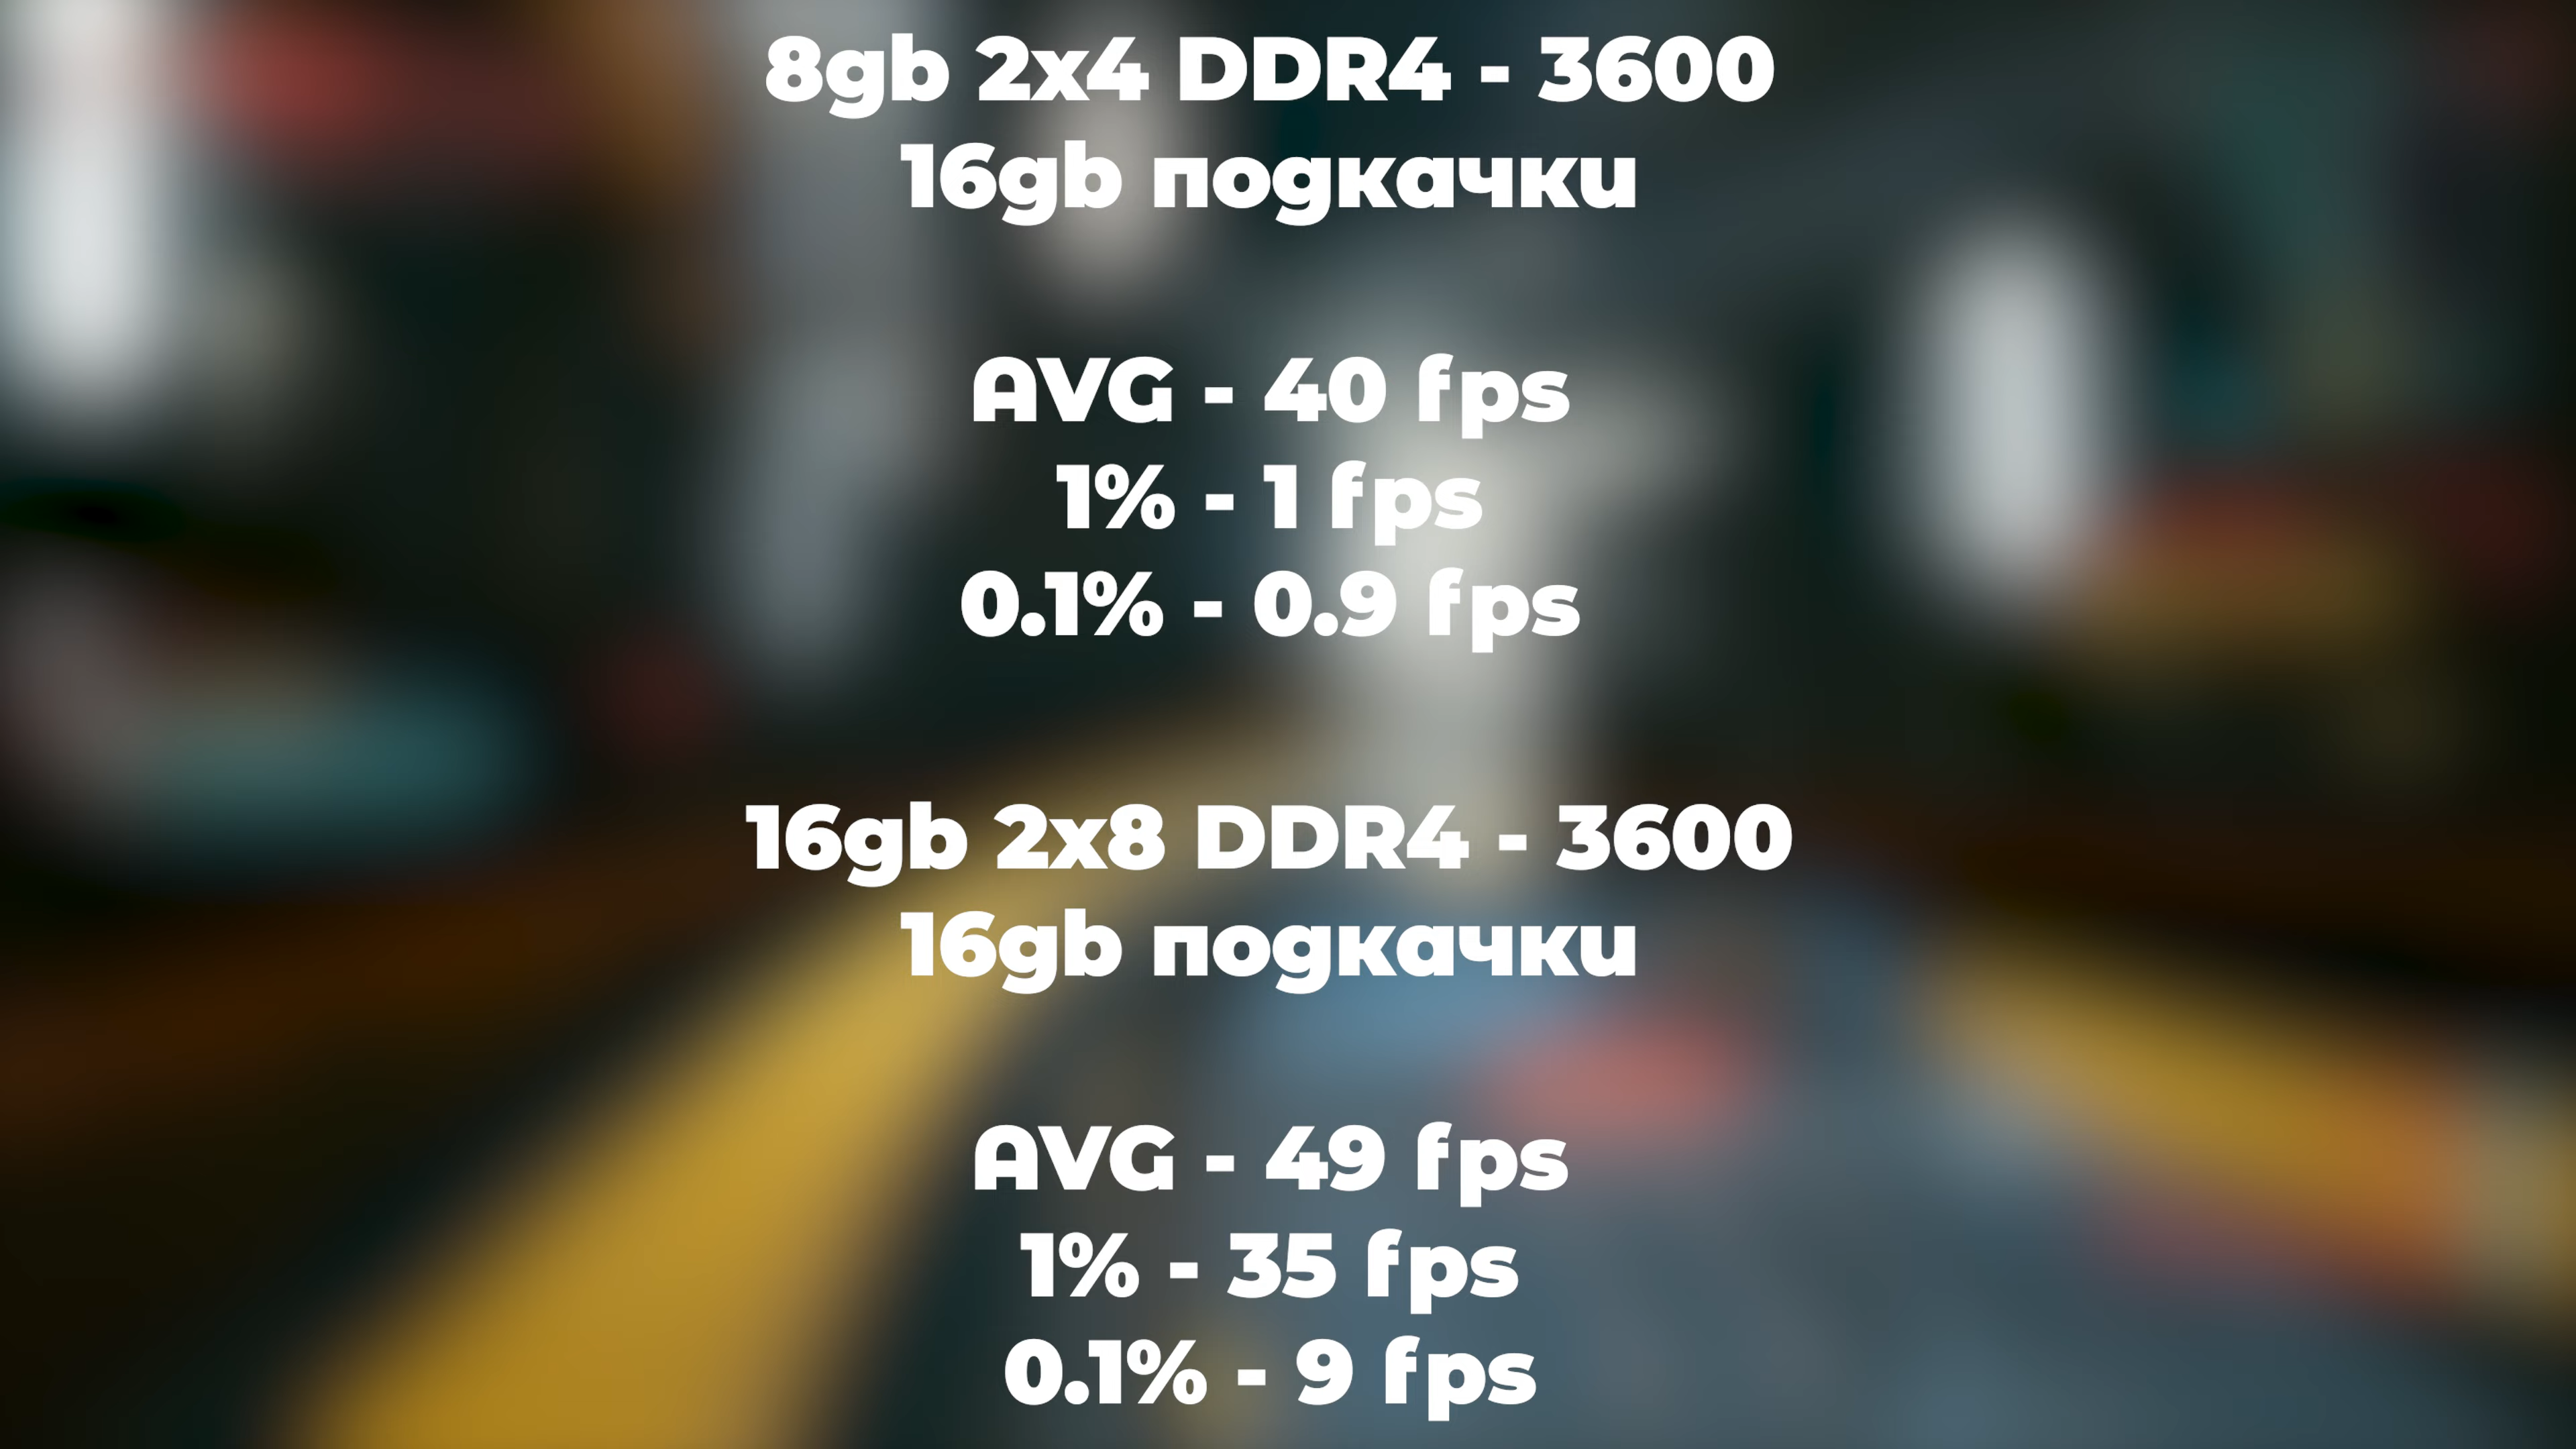 8gb 2x4 DDR4 - 3600
16gb подкачки
AVG - 40 fps
1% - 1 fps
0.1% - 0.9 fps
16gb 2x8 DDR4 - 3600
16gb подкачки
AVG - 49 fps
1% - 35 fps
0.1% - 9 fps